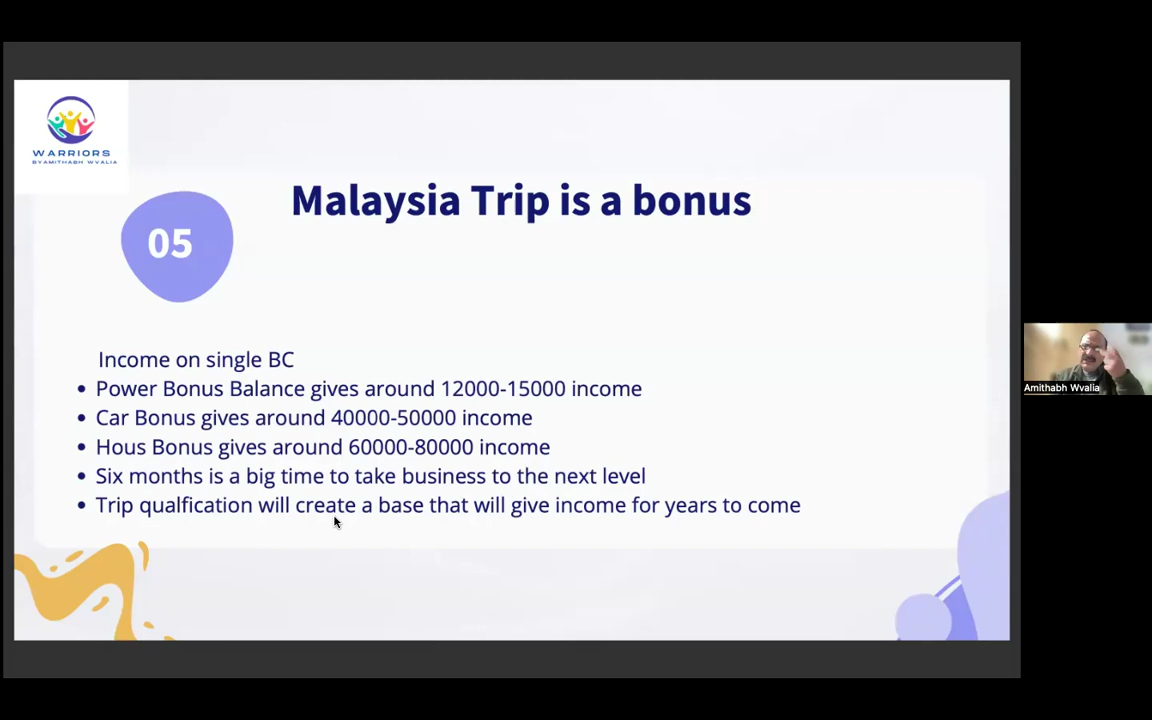 WARRIORS
BYAMITHABH WVALIA
Malaysia Trip is a bonus
05
Income on single BC
• Power Bonus Balance gives around 12000-15000 income
• Car Bonus gives around 40000-50000 income
• Hous Bonus gives around 60000-80000 income
• Six months is a big time to take business to the next level
• Trip qualfication will create a base that will give income for years to come
Amithabh Wvalia